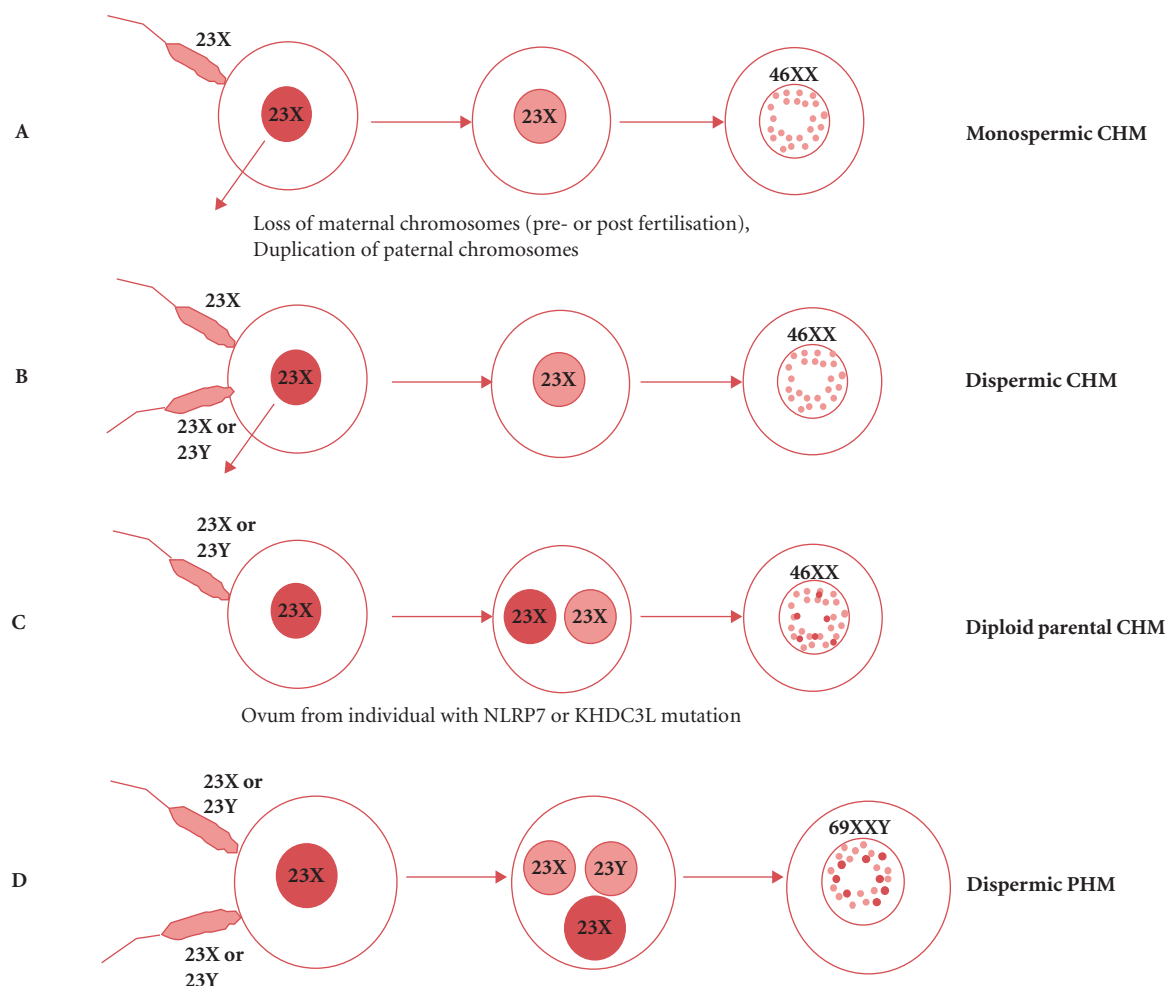 23X
23X
23X
46XX
A
Monospermic CHM
Loss of maternal chromosomes (pre- or post fertilisation),
Duplication of paternal chromosomes
23X
46XX
B
23X
23X
Dispermic CHM
23X or
23Y
23X or
23Y
46XX
C
23X
23X
23X
Diploid parental CHM
Ovum from individual with NLRP7 or KHDC3L mutation
23X or
23Y
69XXY
D
23X
23X
23Y
23X
Dispermic PHM
23X or
23Y